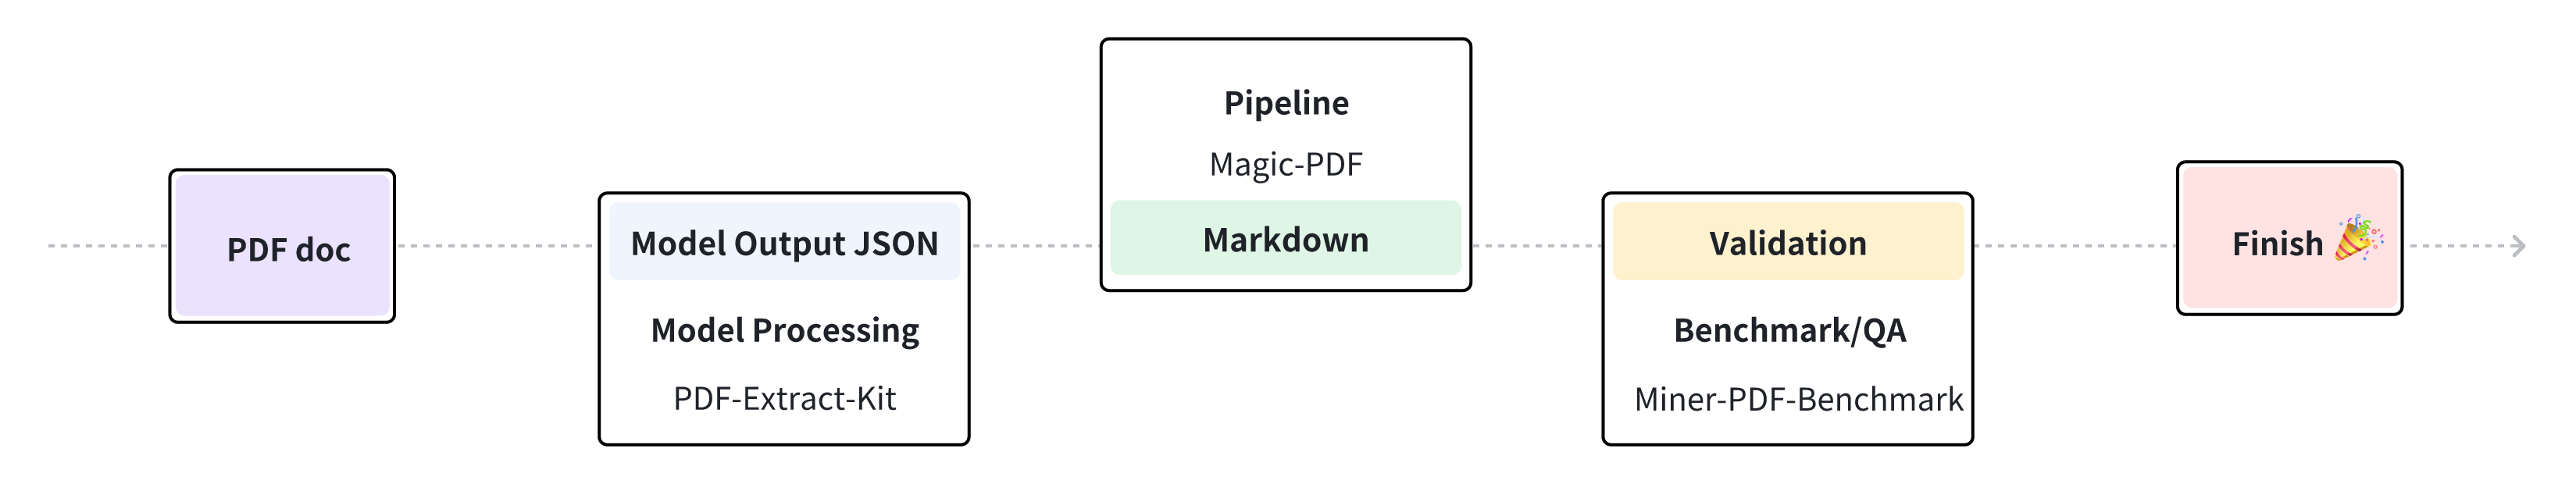 PDF doc
Model Output JSON
Model Processing
PDF-Extract-Kit
Pipeline
Magic-PDF
Markdown
Validation
Benchmark/QA
Miner-PDF-Benchmark
Finish 🎉